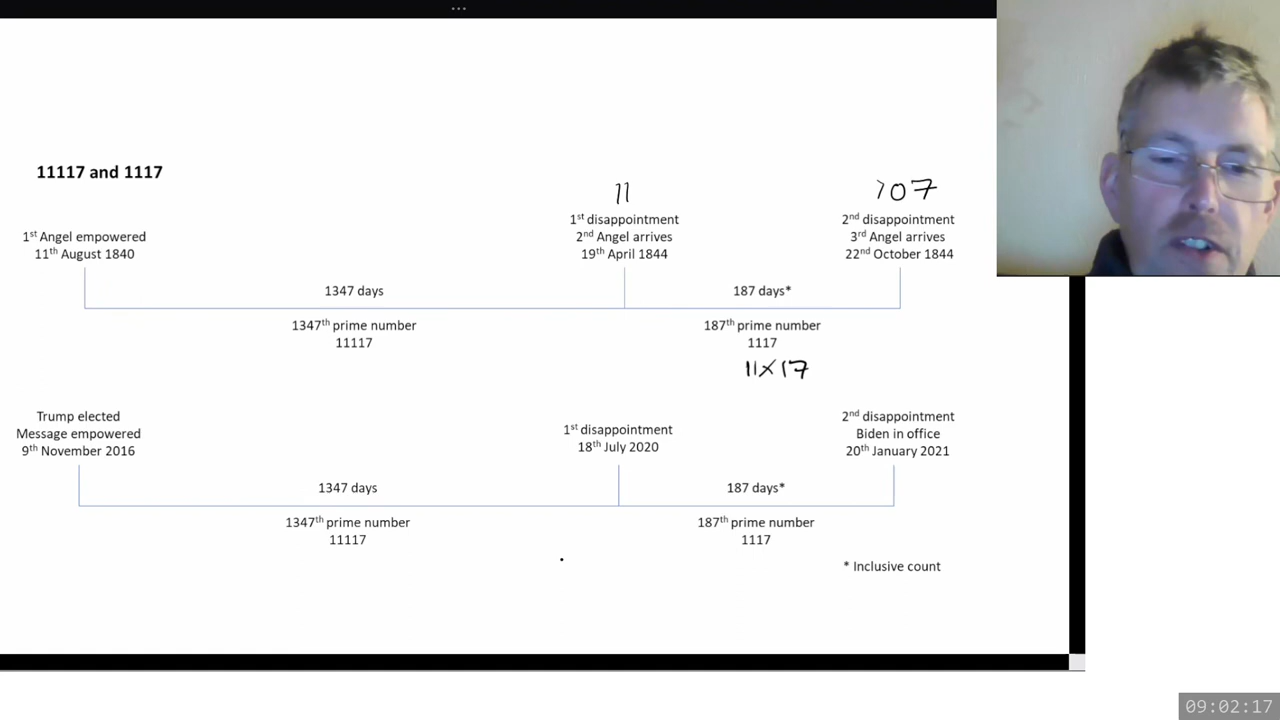 11117 and 1117
11
107
1st Angel empowered
11th August 1840
1st disappointment
2nd Angel arrives
19th April 1844
2nd disappointment
3rd Angel arrives
22nd October 1844
1347 days
187 days*
1347th prime number
11117
187th prime number
1117
11×17
Trump elected
Message empowered
9th November 2016
1st disappointment
18th July 2020
2nd disappointment
Biden in office
20th January 2021
1347 days
187 days*
1347th prime number
11117
187th prime number
1117
* Inclusive count
09:02:17